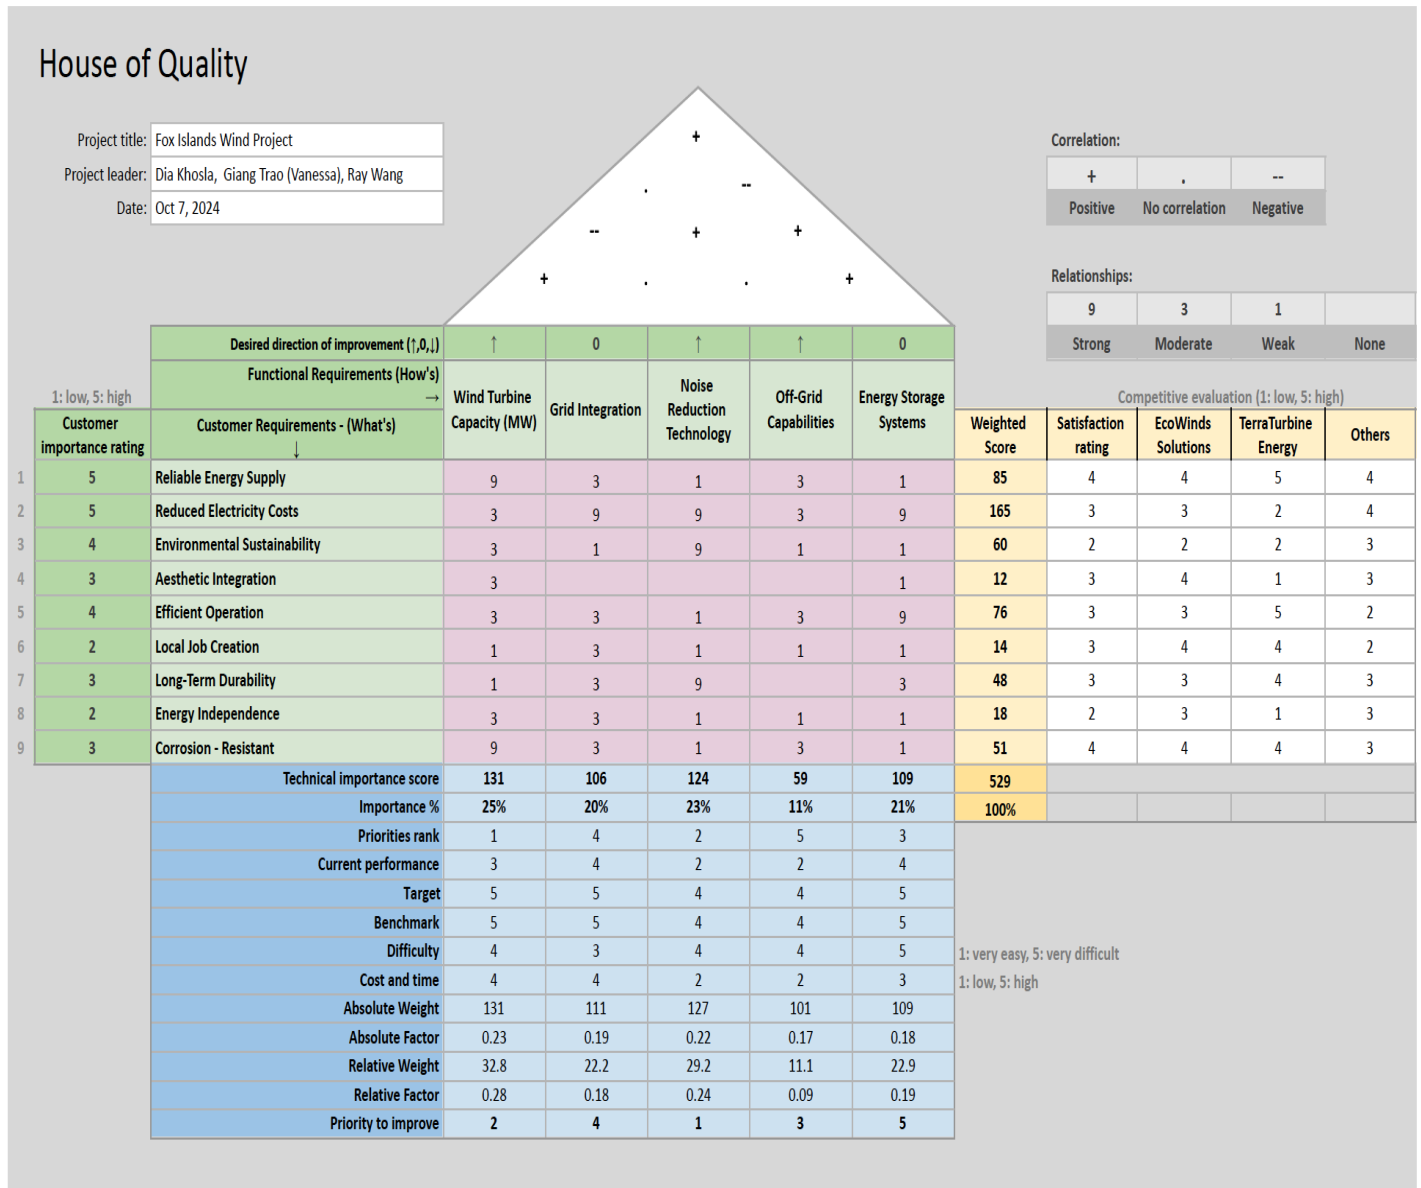 House of Quality
+
Project title: Fox Islands Wind Project
Correlation:
Project leader: Dia Khosla, Giang Trao (Vanessa), Ray Wang
. --
+ . --
Date: Oct 7, 2024
Positive No correlation Negative
-- + +
+ . . +
Relationships:
9 3 1
Strong Moderate Weak None
Desired direction of improvement (↑,0,↓) ↑ 0 ↑ ↑ 0
1: low, 5: high
Functional Requirements (How's)
→
Wind Turbine
Capacity (MW)
Grid Integration
Noise
Reduction
Technology
Off-Grid
Capabilities
Energy Storage
Systems
Competitive evaluation (1: low, 5: high)
Customer
importance rating
Customer Requirements - (What's)
↓
Weighted
Score
Satisfaction
rating
EcoWinds
Solutions
TerraTurbine
Energy
Others
1 5 Reliable Energy Supply 9 3 1 3 1 85 4 4 5 4
2 5 Reduced Electricity Costs 3 9 9 3 9 165 3 3 2 4
3 4 Environmental Sustainability 3 1 9 1 1 60 2 2 2 3
4 3 Aesthetic Integration 3 1 12 3 4 1 3
5 4 Efficient Operation 3 3 1 3 9 76 3 3 5 2
6 2 Local Job Creation 1 3 1 1 1 14 3 4 4 2
7 3 Long-Term Durability 1 3 9 3 48 3 3 4 3
8 2 Energy Independence 3 3 1 1 1 18 2 3 1 3
9 3 Corrosion - Resistant 9 3 1 3 1 51 4 4 4 3
Technical importance score 131 106 124 59 109 529
Importance % 25% 20% 23% 11% 21% 100%
Priorities rank 1 4 2 5 3
Current performance 3 4 2 2 4
Target 5 5 4 4 5
Benchmark 5 5 4 4 5
Difficulty 4 3 4 4 5 1: very easy, 5: very difficult
Cost and time 4 4 2 2 3 1: low, 5: high
Absolute Weight 131 111 127 101 109
Absolute Factor 0.23 0.19 0.22 0.17 0.18
Relative Weight 32.8 22.2 29.2 11.1 22.9
Relative Factor 0.28 0.18 0.24 0.09 0.19
Priority to improve 2 4 1 3 5